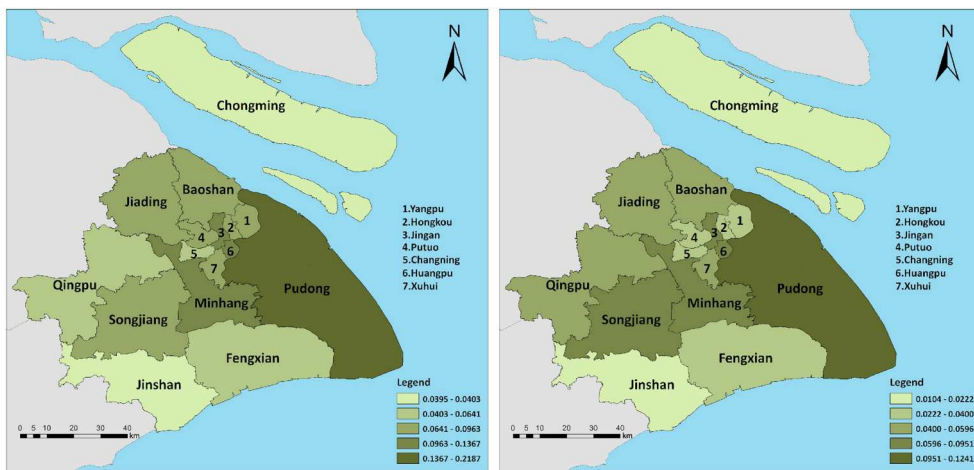 N
Chongming
Baoshan
Jiading
1.Yangpu
2.Hongkou
3.Jingan
4.Putuo
5.Changning
6.Huangpu
7.Xuhui
1
2
3
4
5
6
7
Qingpu
Pudong
Minhang
Songjiang
Fengxian
Jinshan
Legend
0.0395 - 0.0403
0.0403 - 0.0641
0.0641 - 0.0963
0.0963 - 0.1367
0.1367 - 0.2187
0 5 10 20 30 40
km
N
Chongming
Baoshan
Jiading
1.Yangpu
2.Hongkou
3.Jingan
4.Putuo
5.Changning
6.Huangpu
7.Xuhui
1
2
3
4
5
6
7
Qingpu
Pudong
Minhang
Songjiang
Fengxian
Jinshan
Legend
0.0104 - 0.0222
0.0222 - 0.0400
0.0400 - 0.0596
0.0596 - 0.0951
0.0951 - 0.1241
0 5 10 20 30 40
km